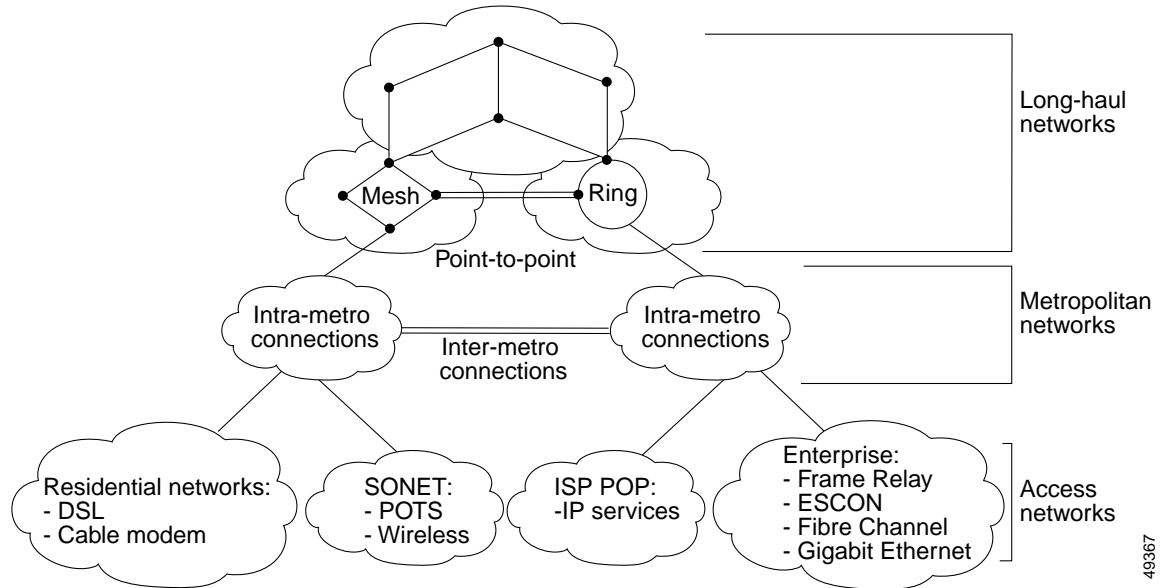 Long-haul
networks
Mesh
Ring
Point-to-point
Intra-metro
connections
Inter-metro
connections
Intra-metro
connections
Metropolitan
networks
Residential networks:
- DSL
- Cable modem
SONET:
- POTS
- Wireless
ISP POP:
-IP services
Enterprise:
- Frame Relay
- ESCON
- Fibre Channel
- Gigabit Ethernet
Access
networks
49367